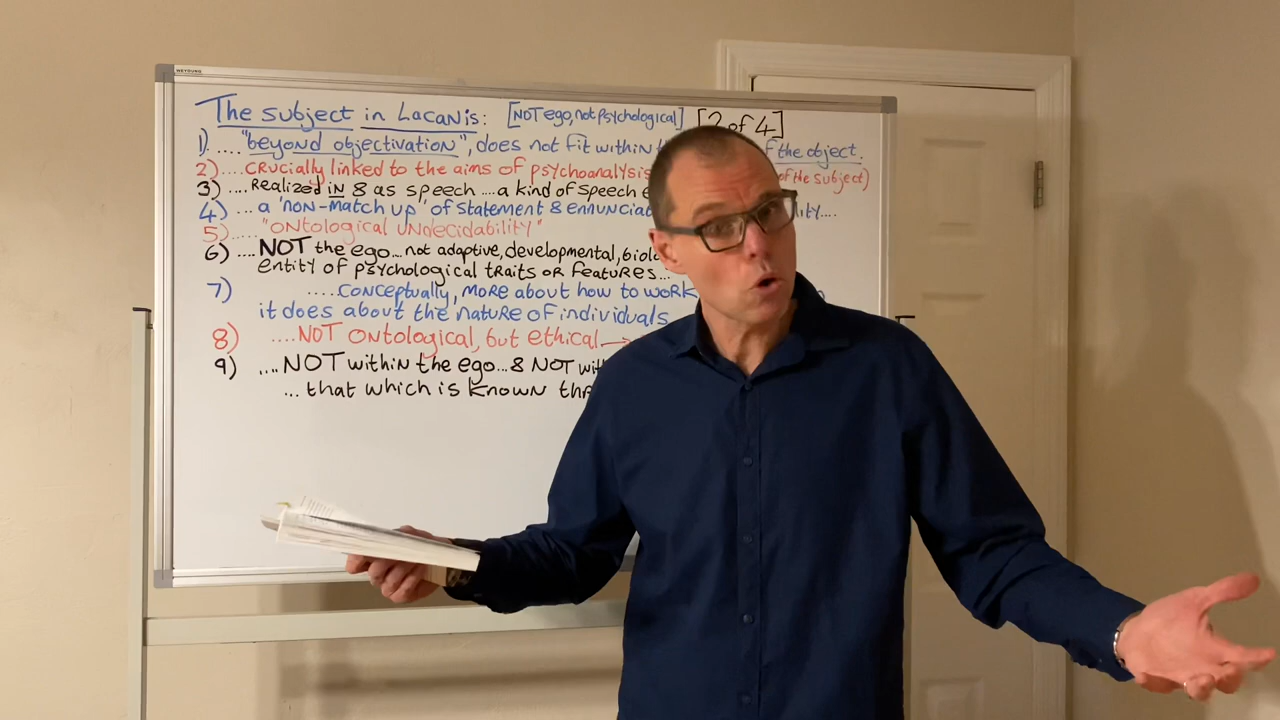 WEYOUNG
The subject in Lacan is: [NOT ego, not psychological] [2 of 4]
1) .... "beyond objectivation", does not fit within of the object.
2) .... crucially linked to the aims of psychoanalysis of the subject)
3) .... realized in & as speech .... a kind of speech
4) ... a 'non-match up' of statement &
5) .... "ontological undecidability"
6) .... NOT the ego... not adaptive, developmental,
entity of psychological traits or features...
7) .... conceptually, more about how to work
it does about the nature of individuals
8) .... NOT ontological, but ethical →
9) .... NOT within the ego... & NOT
... that which is known